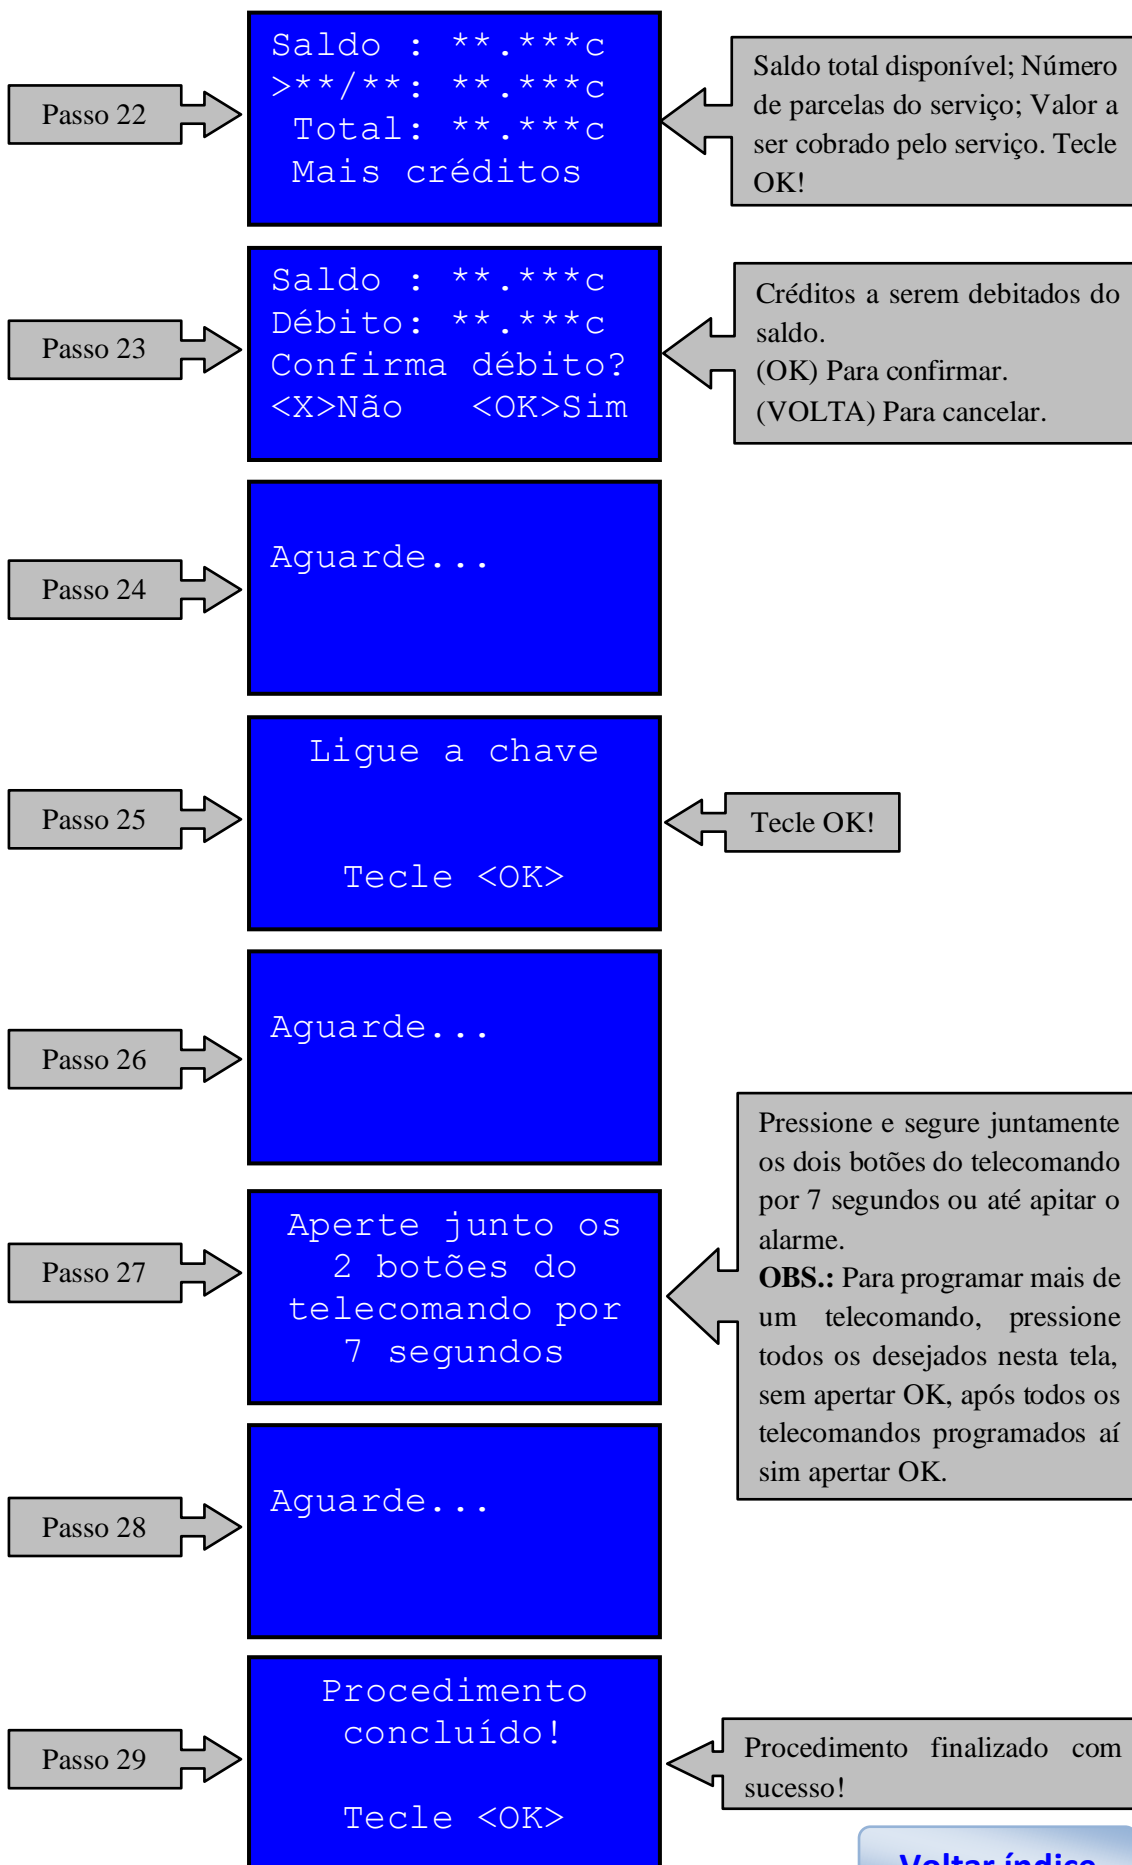 Passo 22
Saldo : **.***c
>**/**: **.***c
Total: **.***c
Mais créditos
Saldo total disponível; Número
de parcelas do serviço; Valor a
ser cobrado pelo serviço. Tecle
OK!
Passo 23
Saldo : **.***c
Débito: **.***c
Confirma débito?
<X>Não <OK>Sim
Créditos a serem debitados do
saldo.
(OK) Para confirmar.
(VOLTA) Para cancelar.
Passo 24
Aguarde...
Passo 25
Ligue a chave
Tecle <OK>
Tecle OK!
Passo 26
Aguarde...
Passo 27
Aperte junto os
2 botões do
telecomando por
7 segundos
Pressione e segure juntamente
os dois botões do telecomando
por 7 segundos ou até apitar o
alarme.
OBS.: Para programar mais de
um telecomando, pressione
todos os desejados nesta tela,
sem apertar OK, após todos os
telecomandos programados aí
sim apertar OK.
Passo 28
Aguarde...
Passo 29
Procedimento
concluído!
Tecle <OK>
Procedimento finalizado com
sucesso!
Voltar índice